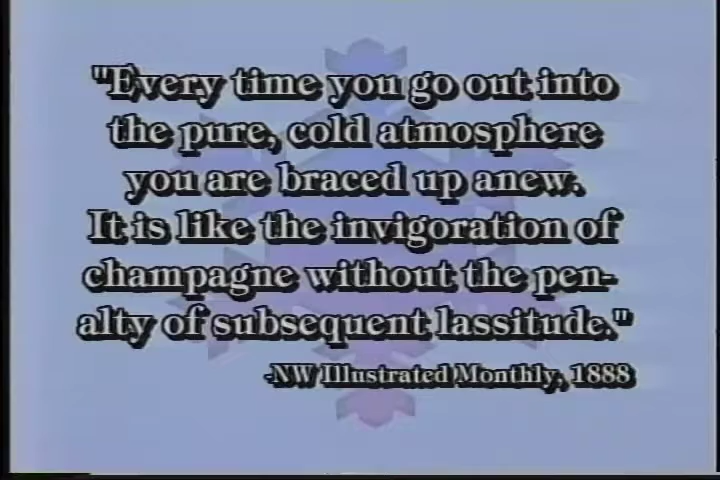 "Every time you go out into
the pure, cold atmosphere
you are braced up anew.
It is like the invigoration of
champagne without the pen-
alty of subsequent lassitude."
-NW Illustrated Monthly, 1888